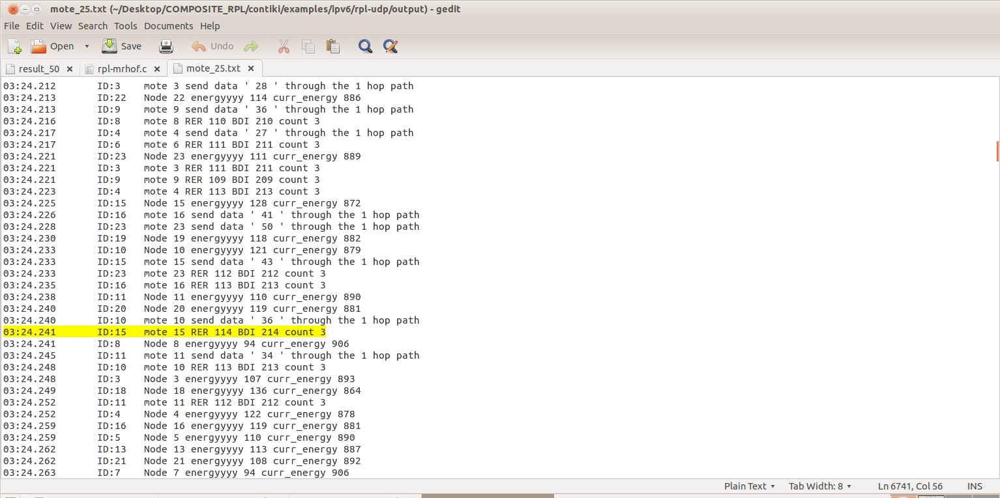 mote_25.txt (~/Desktop/COMPOSITE_RPL/contiki/examples/ipv6/rpl-udp/output) - gedit
File Edit View Search Tools Documents Help
Open Save Undo
result_50 rpl-mrhof.c mote_25.txt
03:24.212 ID:3 mote 3 send data ' 28 ' through the 1 hop path
03:24.213 ID:22 Node 22 energyyyy 114 curr_energy 886
03:24.213 ID:9 mote 9 send data ' 36 ' through the 1 hop path
03:24.216 ID:8 mote 8 RER 110 BDI 210 count 3
03:24.217 ID:4 mote 4 send data ' 27 ' through the 1 hop path
03:24.217 ID:6 mote 6 RER 111 BDI 211 count 3
03:24.221 ID:23 Node 23 energyyyy 111 curr_energy 889
03:24.221 ID:3 mote 3 RER 111 BDI 211 count 3
03:24.221 ID:9 mote 9 RER 109 BDI 209 count 3
03:24.223 ID:4 mote 4 RER 113 BDI 213 count 3
03:24.225 ID:15 Node 15 energyyyy 128 curr_energy 872
03:24.226 ID:16 mote 16 send data ' 41 ' through the 1 hop path
03:24.228 ID:23 mote 23 send data ' 50 ' through the 1 hop path
03:24.230 ID:19 Node 19 energyyyy 118 curr_energy 882
03:24.233 ID:10 Node 10 energyyyy 121 curr_energy 879
03:24.233 ID:15 mote 15 send data ' 43 ' through the 1 hop path
03:24.233 ID:23 mote 23 RER 112 BDI 212 count 3
03:24.235 ID:16 mote 16 RER 113 BDI 213 count 3
03:24.238 ID:11 Node 11 energyyyy 110 curr_energy 890
03:24.240 ID:20 Node 20 energyyyy 119 curr_energy 881
03:24.240 ID:10 mote 10 send data ' 36 ' through the 1 hop path
03:24.241 ID:15 mote 15 RER 114 BDI 214 count 3
03:24.241 ID:8 Node 8 energyyyy 94 curr_energy 906
03:24.245 ID:11 mote 11 send data ' 34 ' through the 1 hop path
03:24.248 ID:10 mote 10 RER 113 BDI 213 count 3
03:24.248 ID:3 Node 3 energyyyy 107 curr_energy 893
03:24.249 ID:18 Node 18 energyyyy 136 curr_energy 864
03:24.252 ID:11 mote 11 RER 112 BDI 212 count 3
03:24.252 ID:4 Node 4 energyyyy 122 curr_energy 878
03:24.259 ID:16 Node 16 energyyyy 119 curr_energy 881
03:24.259 ID:5 Node 5 energyyyy 110 curr_energy 890
03:24.262 ID:13 Node 13 energyyyy 113 curr_energy 887
03:24.262 ID:21 Node 21 energyyyy 108 curr_energy 892
03:24.263 ID:7 Node 7 energyyyy 94 curr_energy 906
Plain Text Tab Width: 8 Ln 6741, Col 56 INS